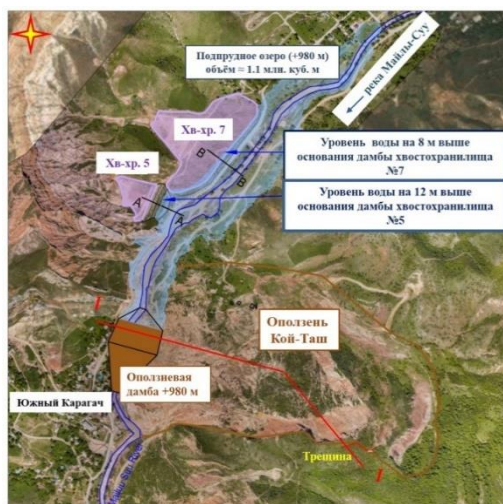 Подпрудное озеро (+980 м)
объём = 1.1 млн. куб. м
река Майлы-Суу
Хв-хр. 7
Уровень воды на 8 м выше
основания дамбы хвостохранилища
№7
Хв-хр. 5
Уровень воды на 12 м выше
основания дамбы хвостохранилища
№5
B
B
A
A
I
Оползень
Кой-Таш
Оползневая
дамба +980 м
Южный Карагач
Трещина
I